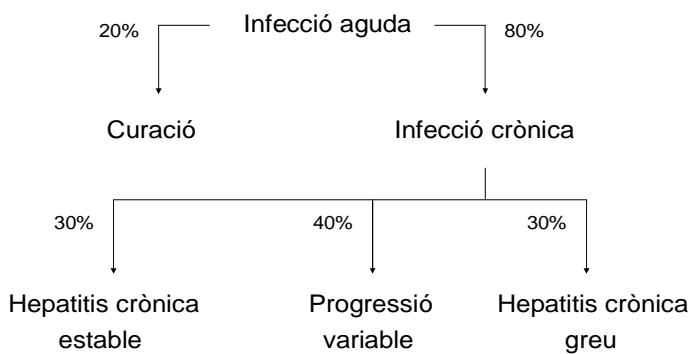 20% Infecció aguda 80%
Curació Infecció crònica
30% 40% 30%
Hepatitis crònica Progressió Hepatitis crònica
estable variable greu